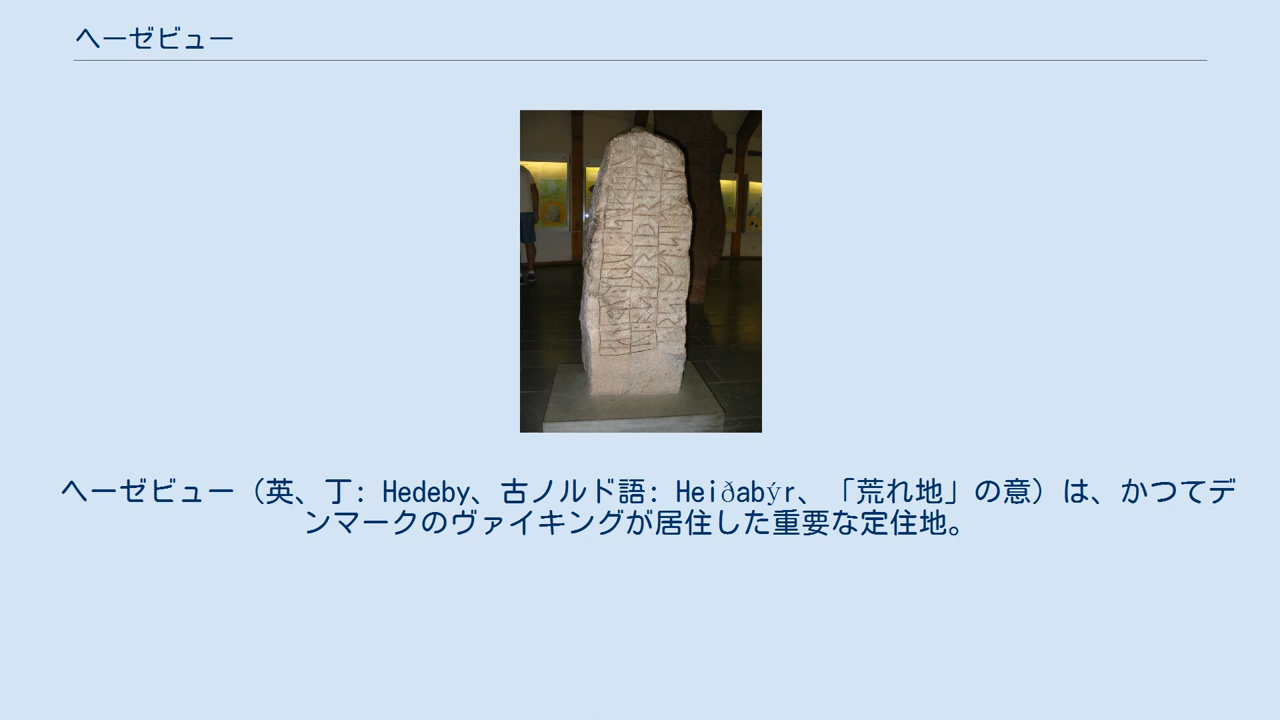 ヘーゼビュー
ヘーゼビュー（英、丁: Hedeby、古ノルド語: Heiðabýr、「荒れ地」の意）は、かつてデ
ンマークのヴァイキングが居住した重要な定住地。